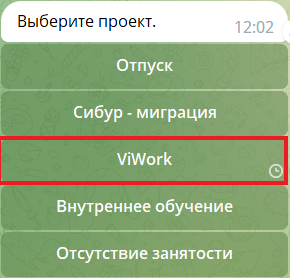 Выберите проект.
12:02
Отпуск
Сибур - миграция
ViWork
Внутреннее обучение
Отсутствие занятости